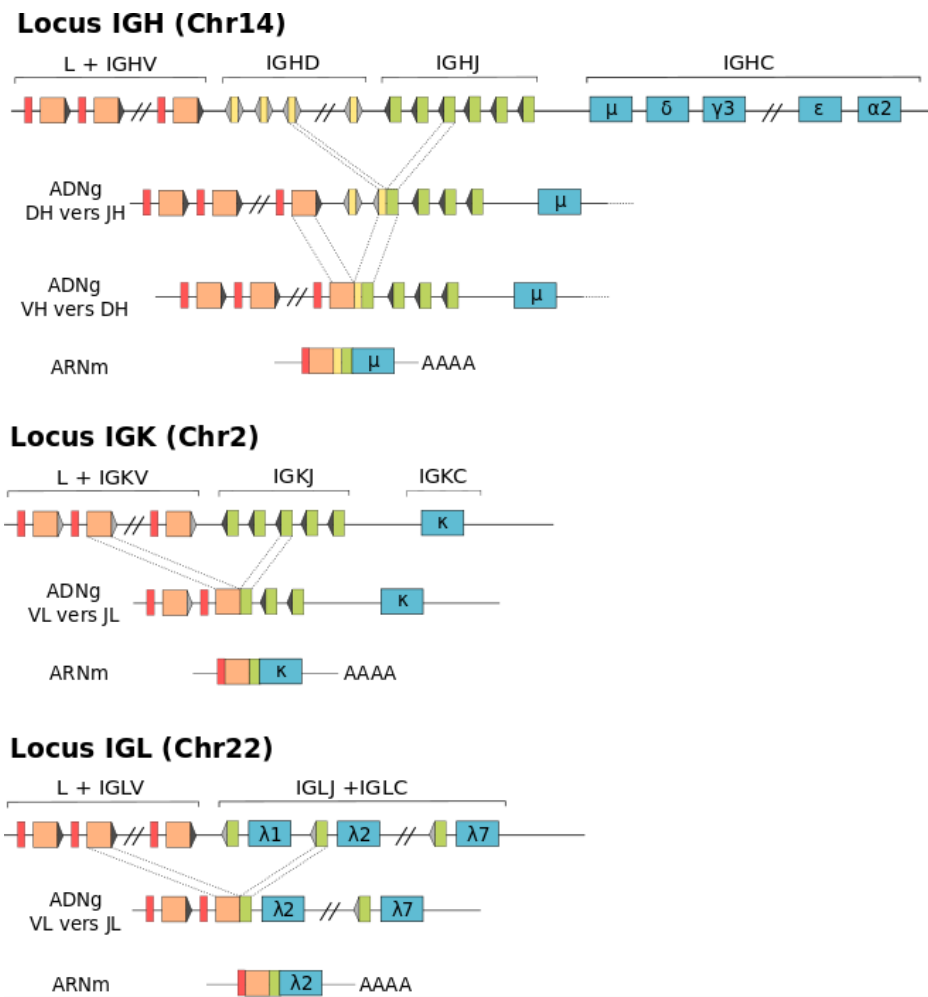 Locus IGH (Chr14)
L + IGHV IGHD IGHJ IGHC
μ δ γ3 ε α2
ADNg
DH vers JH
μ
ADNg
VH vers DH
μ
ARNm μ AAAA
Locus IGK (Chr2)
L + IGKV IGKJ IGKC
κ
ADNg
VL vers JL
κ
ARNm κ AAAA
Locus IGL (Chr22)
L + IGLV IGLJ +IGLC
λ1 λ2 λ7
ADNg
VL vers JL
λ2 λ7
ARNm λ2 AAAA